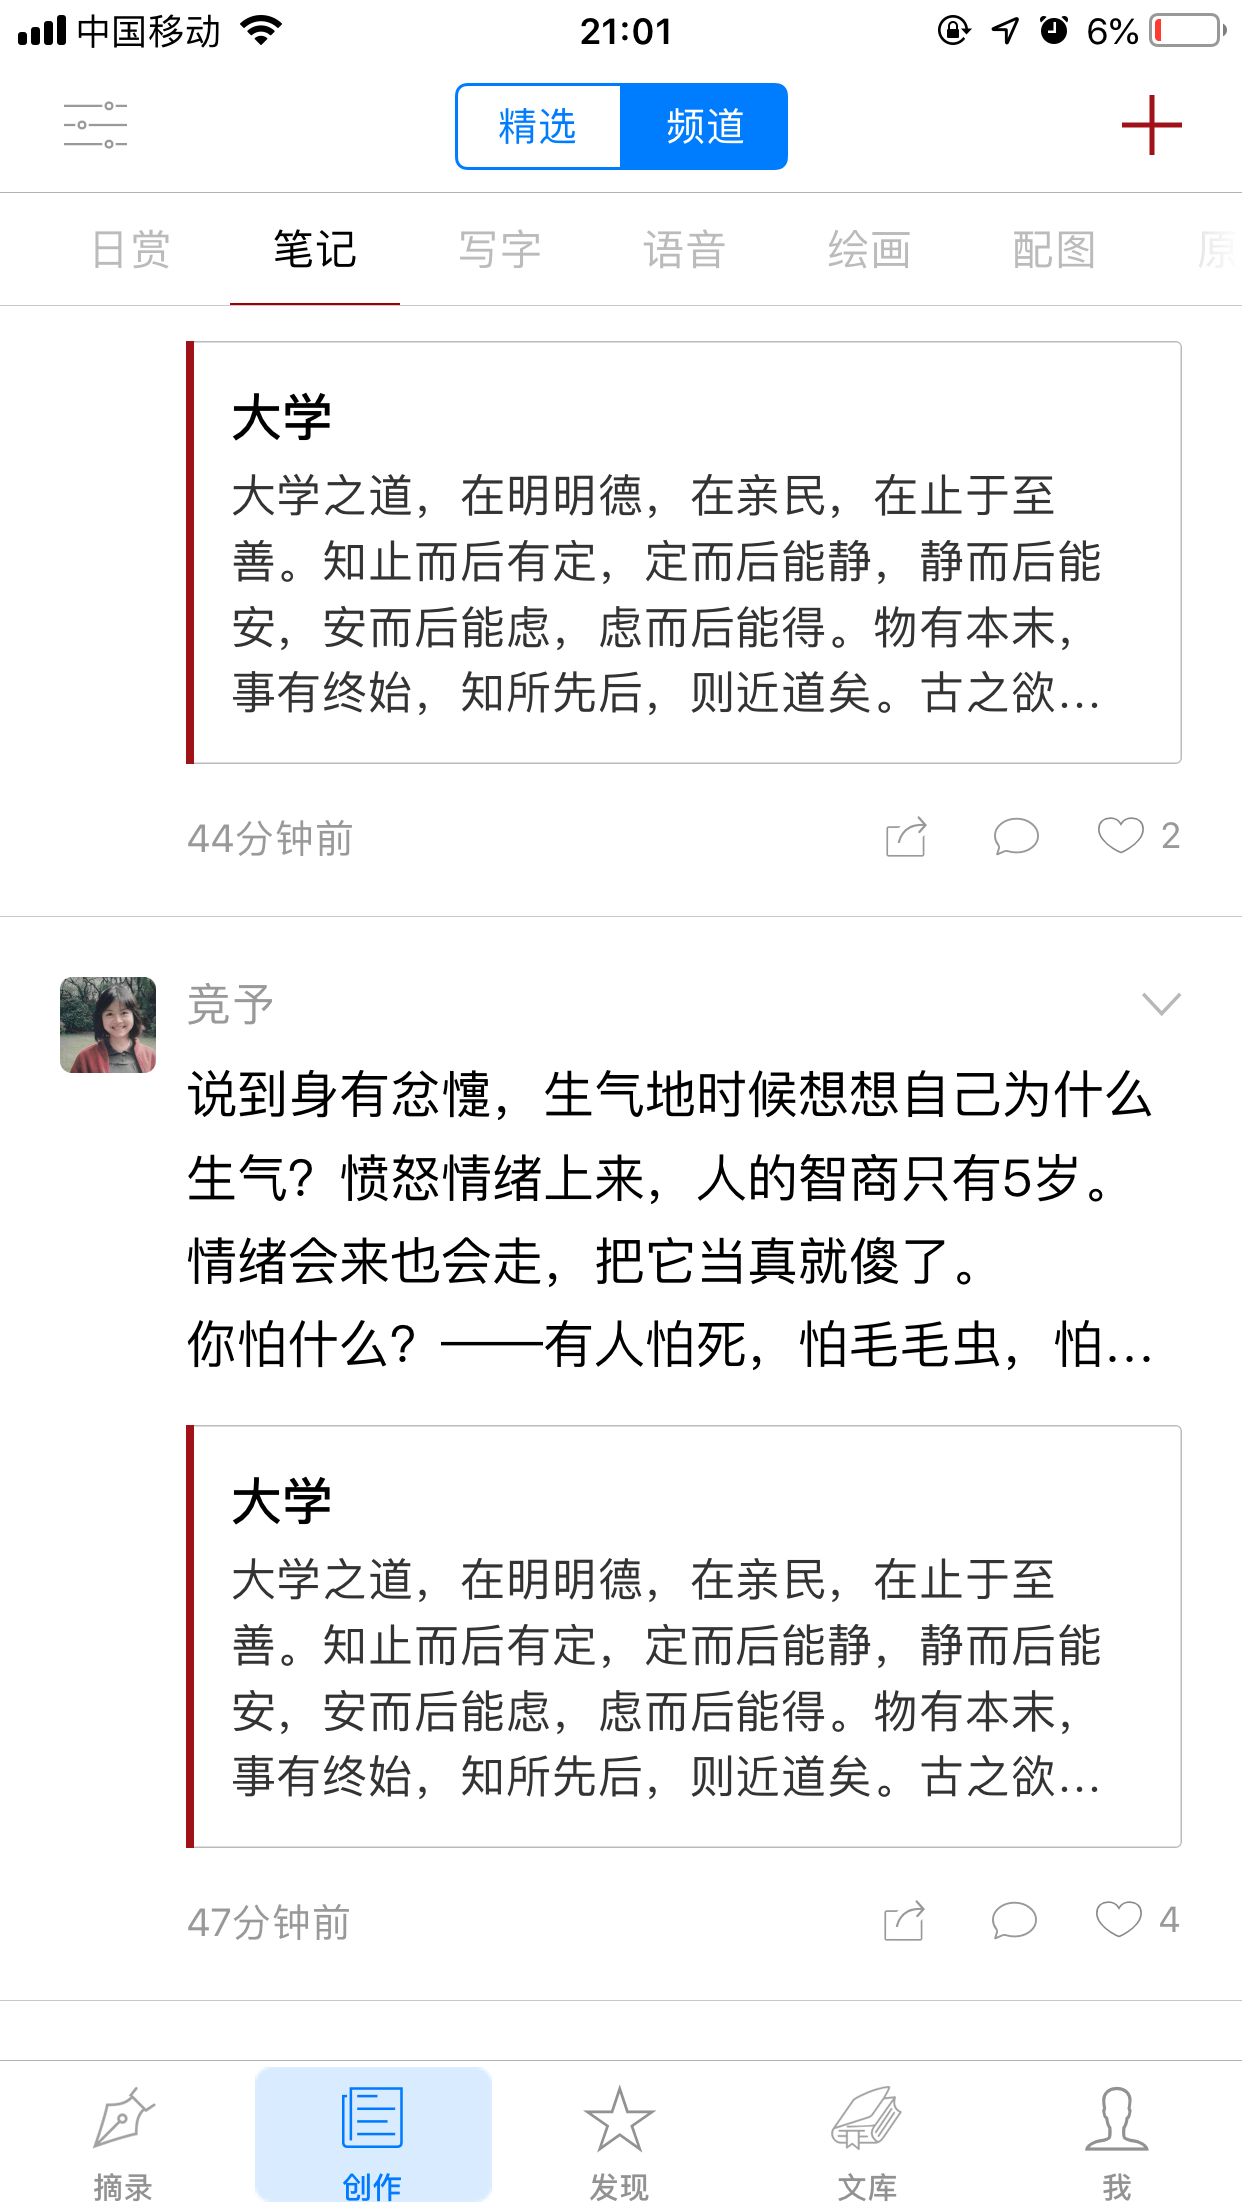 中国移动 21:01 6%
精选 频道
日赏 笔记 写字 语音 绘画 配图 原
大学
大学之道，在明明德，在亲民，在止于至
善。知止而后有定，定而后能静，静而后能
安，安而后能虑，虑而后能得。物有本末，
事有终始，知所先后，则近道矣。古之欲...
44分钟前 2
竞予
说到身有忿懥，生气地时候想想自己为什么
生气？愤怒情绪上来，人的智商只有5岁。
情绪会来也会走，把它当真就傻了。
你怕什么？——有人怕死，怕毛毛虫，怕...
大学
大学之道，在明明德，在亲民，在止于至
善。知止而后有定，定而后能静，静而后能
安，安而后能虑，虑而后能得。物有本末，
事有终始，知所先后，则近道矣。古之欲...
47分钟前 4
摘录 创作 发现 文库 我